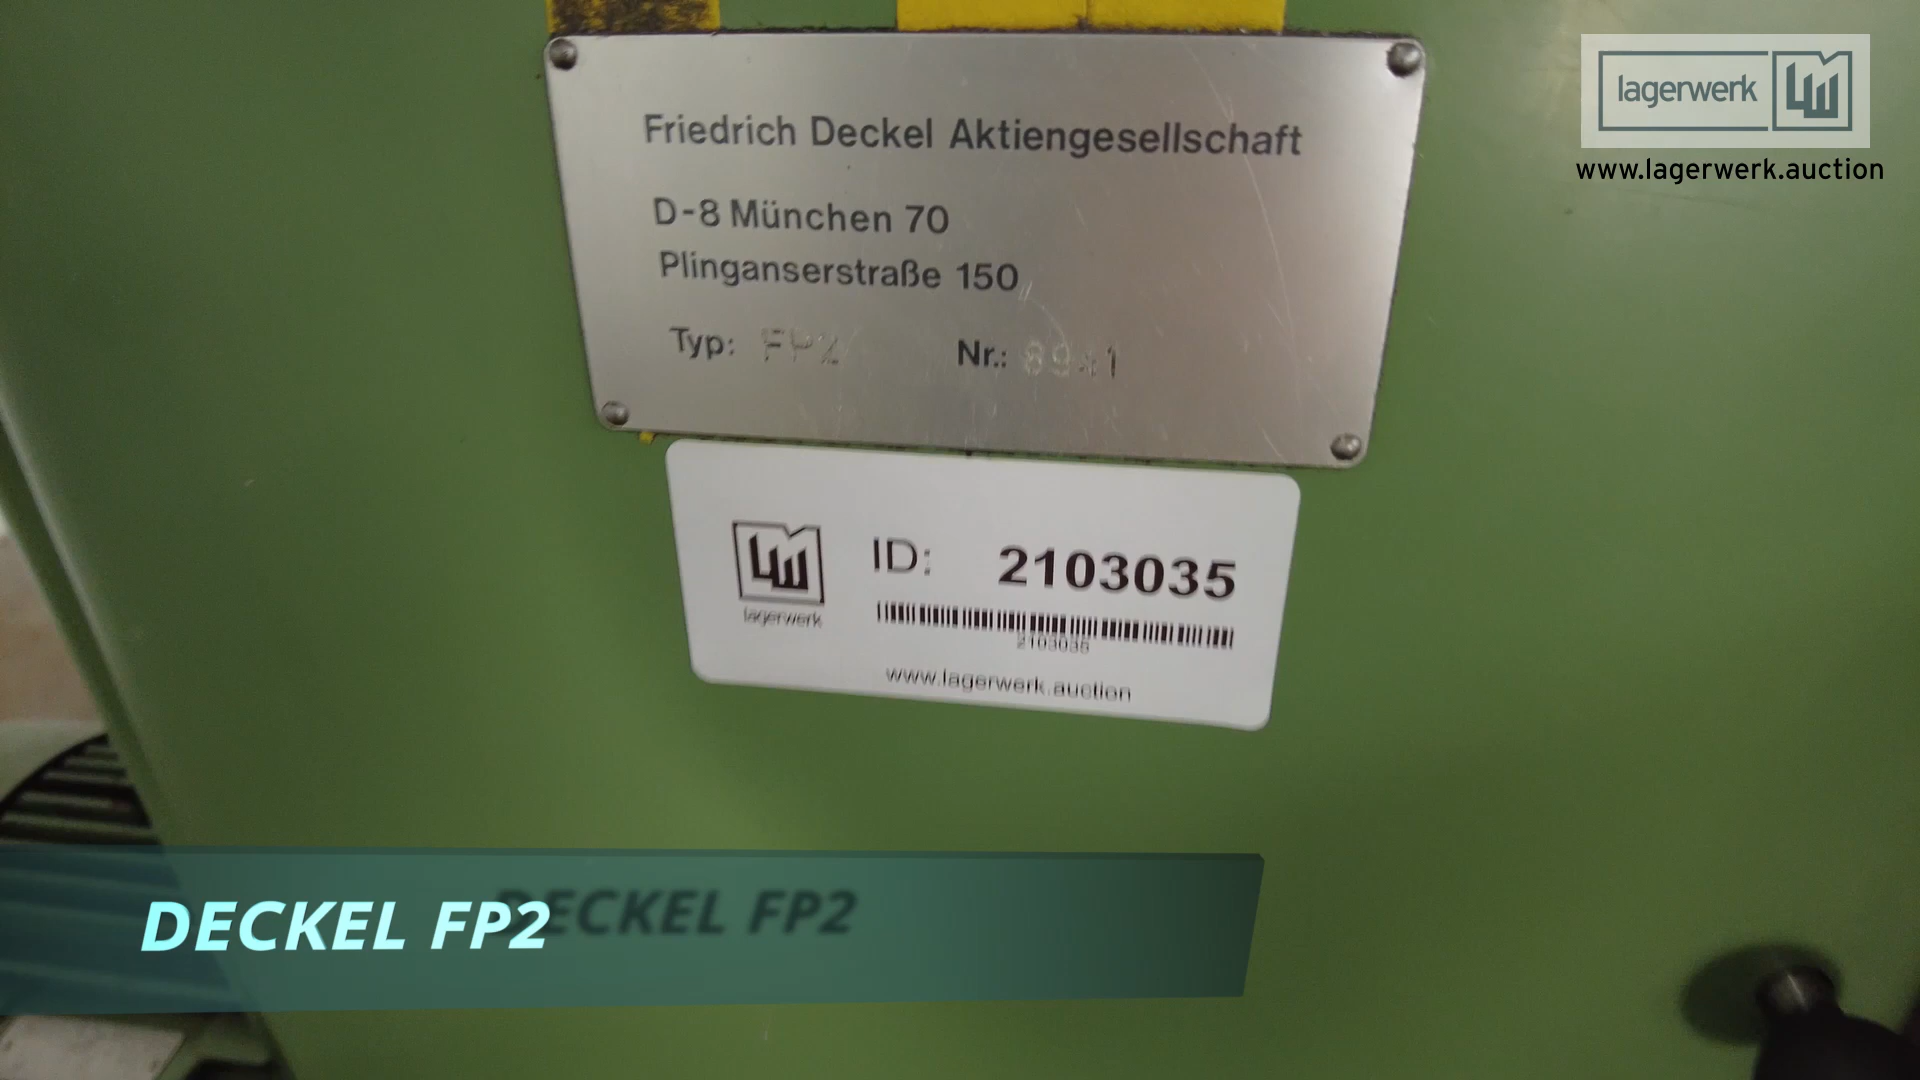 lagerwerk
www.lagerwerk.auction
Friedrich Deckel Aktiengesellschaft
D-8 München 70
Plinganserstraße 150
Typ: FP2 Nr.: 8941
ID: 2103035
lagerwerk
2103035
www.lagerwerk.auction
DECKEL FP2
DECKEL FP2